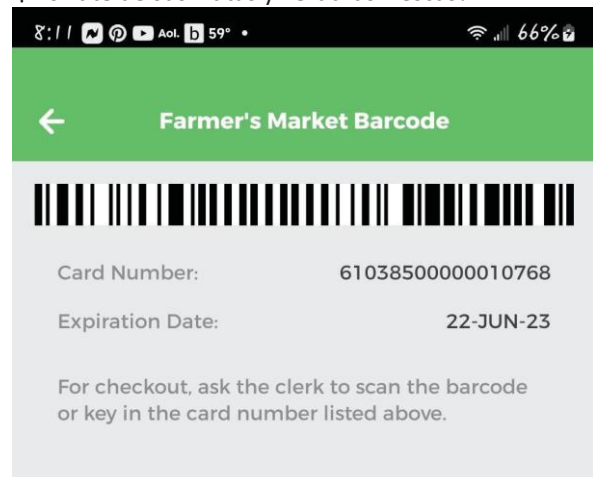 8:11 Aol. b 59° • 66%
Farmer's Market Barcode
Card Number: 61038500000010768
Expiration Date: 22-JUN-23
For checkout, ask the clerk to scan the barcode
or key in the card number listed above.